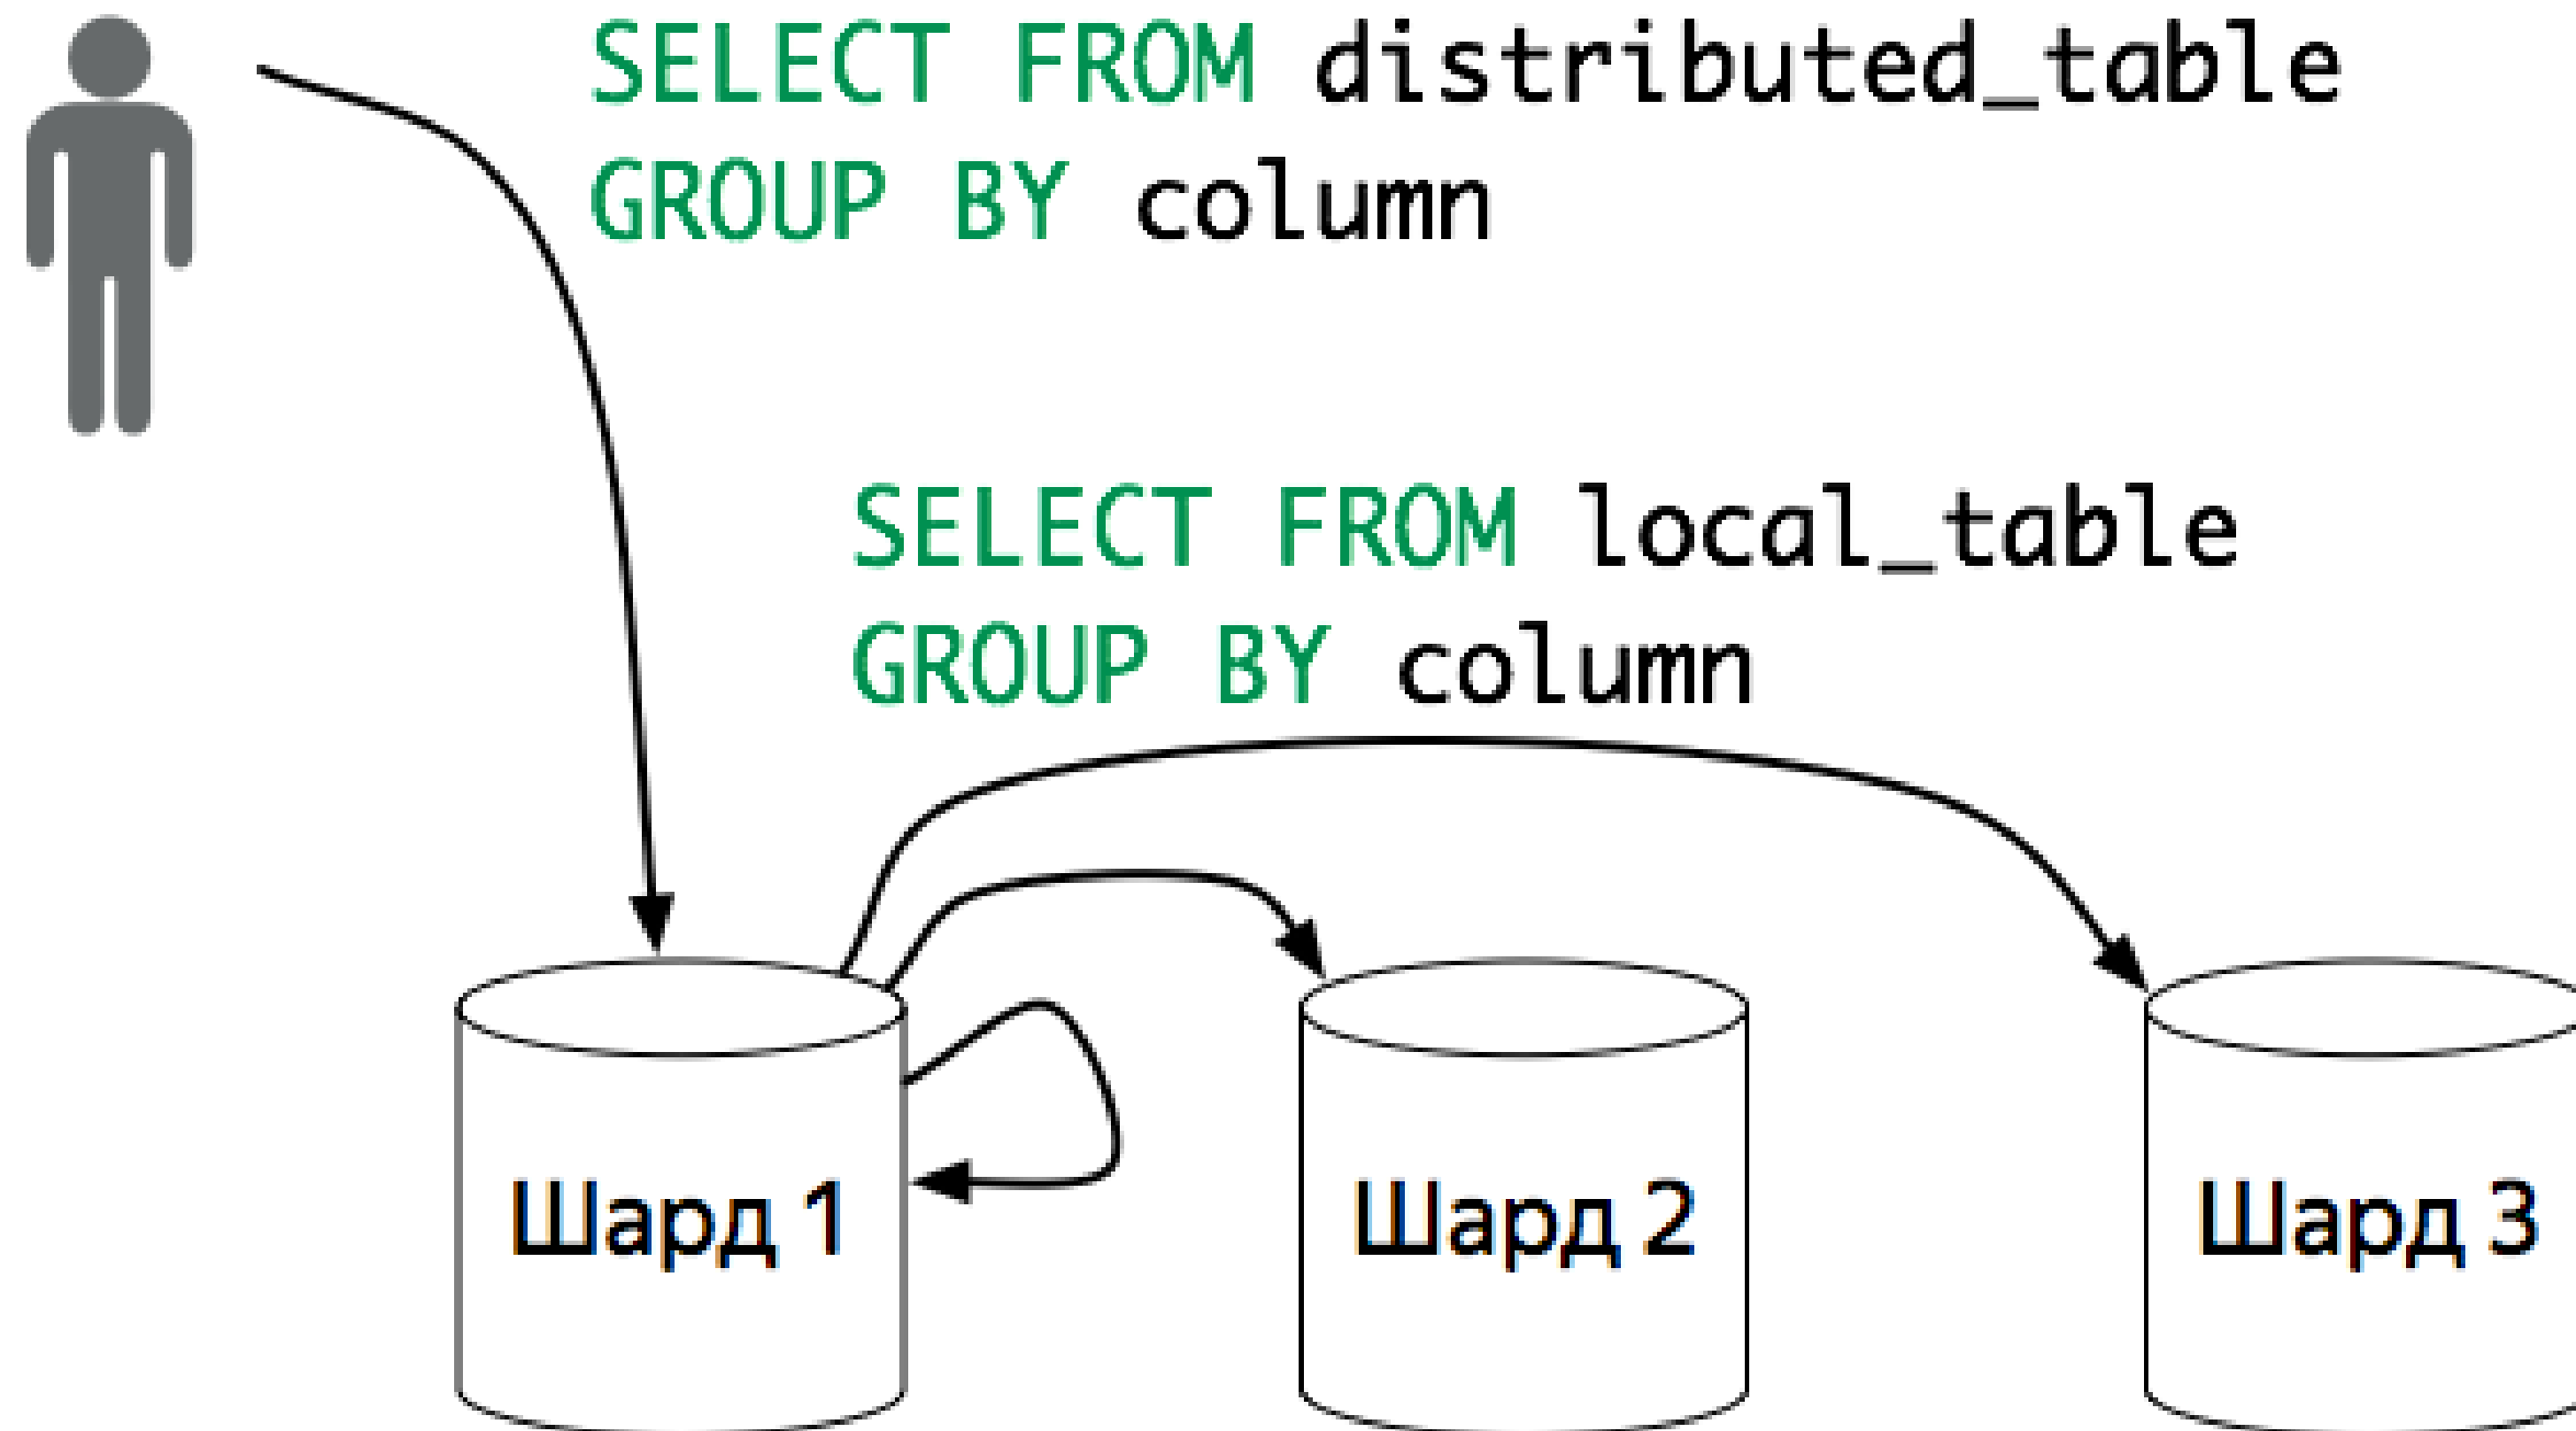 SELECT FROM distributed_table
GROUP BY column
SELECT FROM local_table
GROUP BY column
Шард 1
Шард 2
Шард 3